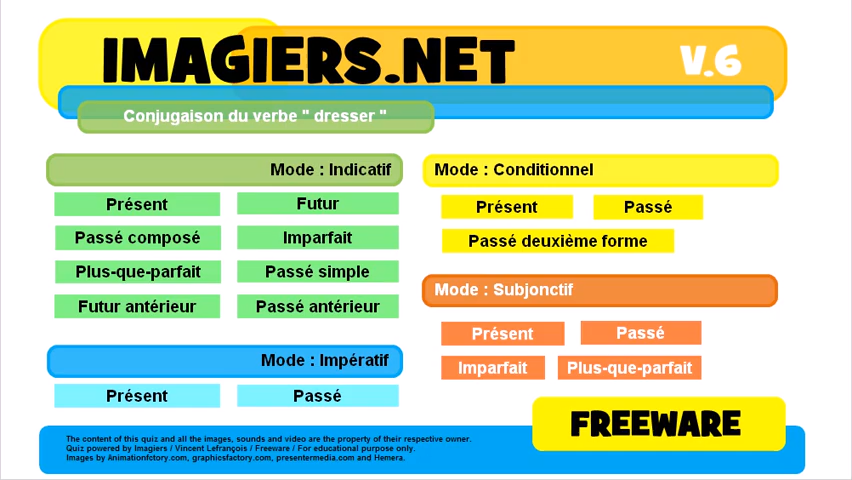 IMAGIERS.NET
V.6
Conjugaison du verbe " dresser "
Mode : Indicatif
Présent
Futur
Passé composé
Imparfait
Plus-que-parfait
Passé simple
Futur antérieur
Passé antérieur
Mode : Impératif
Présent
Passé
Mode : Conditionnel
Présent
Passé
Passé deuxième forme
Mode : Subjonctif
Présent
Passé
Imparfait
Plus-que-parfait
FREEWARE
The content of this quiz and all the images, sounds and video are the property of their respective owner.
Quiz powered by Imagiers / Vincent Lefrançois / Freeware / For educational purpose only.
Images by Animationfctory.com, graphicsfactory.com, presentermedia.com and Hemera.